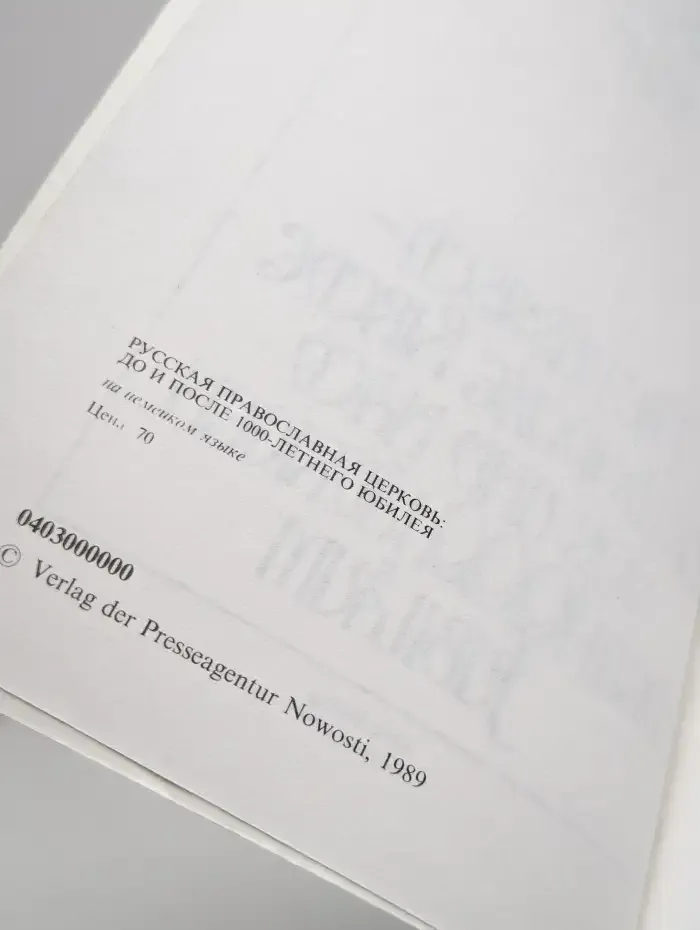 РУССКАЯ ПРАВОСЛАВНАЯ ЦЕРКОВЬ:
ДО И ПОСЛЕ 1000-ЛЕТНЕГО ЮБИЛЕЯ
на немецком языке
Цена 70
0403000000
© Verlag der Presseagentur Nowosti, 1989